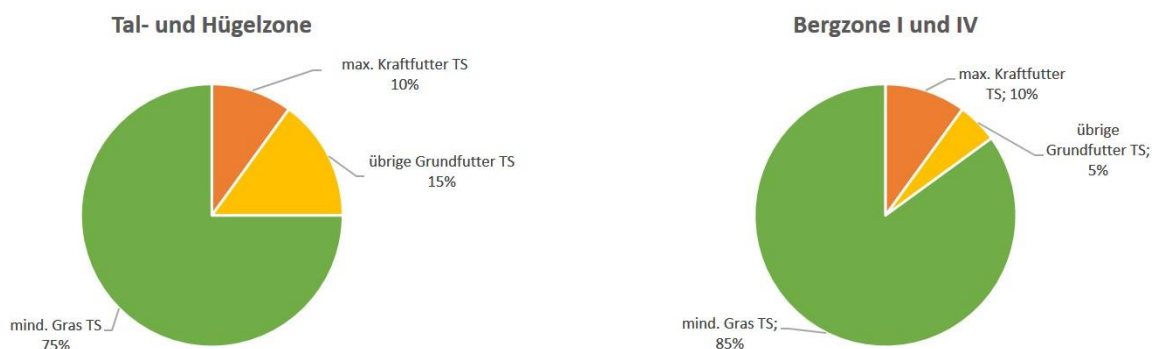 Tal- und Hügelzone
max. Kraftfutter TS
10%
übrige Grundfutter TS
15%
mind. Gras TS
75%
Bergzone I und IV
max. Kraftfutter
TS; 10%
übrige
Grundfutter TS;
5%
mind. Gras TS;
85%